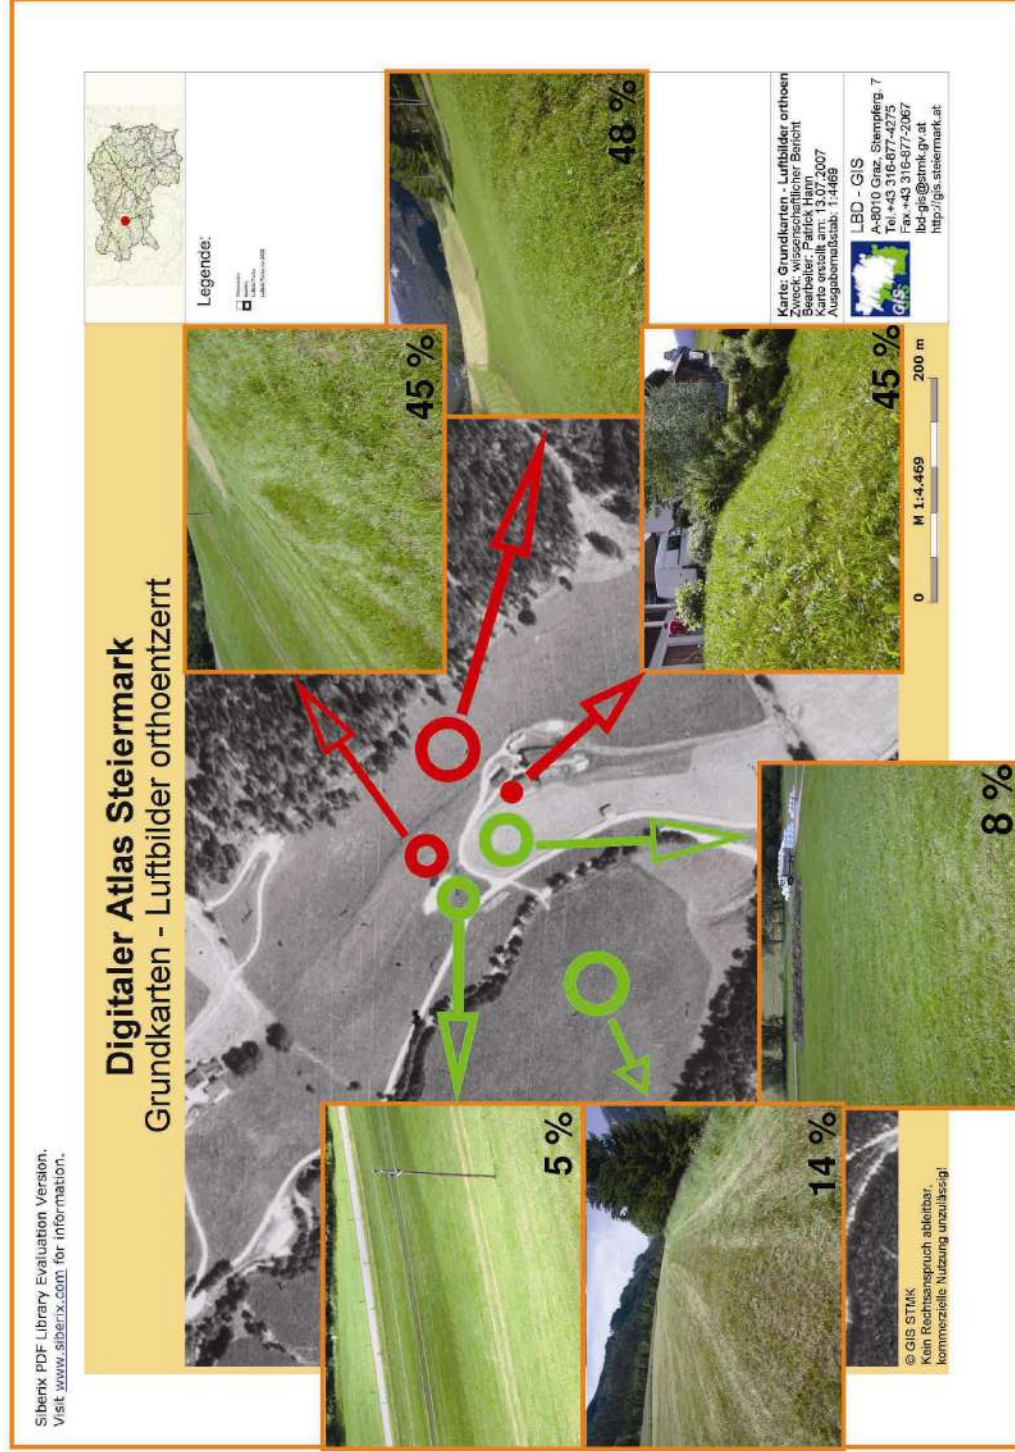 Siberix PDF Library Evaluation Version.
Visit www.siberix.com for information.
Digitaler Atlas Steiermark
Grundkarten - Luftbilder orthoentzerrt
Legende:
45 %
48 %
5 %
14 %
8 %
45 %
Karte: Grundkarten - Luftbilder orthoen
Zweck: wissenschaftlicher Bericht
Bearbeiter: Patrick Hann
Karte erstellt am: 13.07.2007
Ausgabemaßstab: 1:4469
GIS
LBD - GIS
A-8010 Graz, Stempferg. 7
Tel.+43 316-877-4275
Fax.+43 316-877-2067
lbd-gis@stmk.gv.at
http://gis.steiermark.at
0 M 1:4.469 200 m
© GIS STMK
Kein Rechtsanspruch ableitbar,
kommerzielle Nutzung unzulässig!